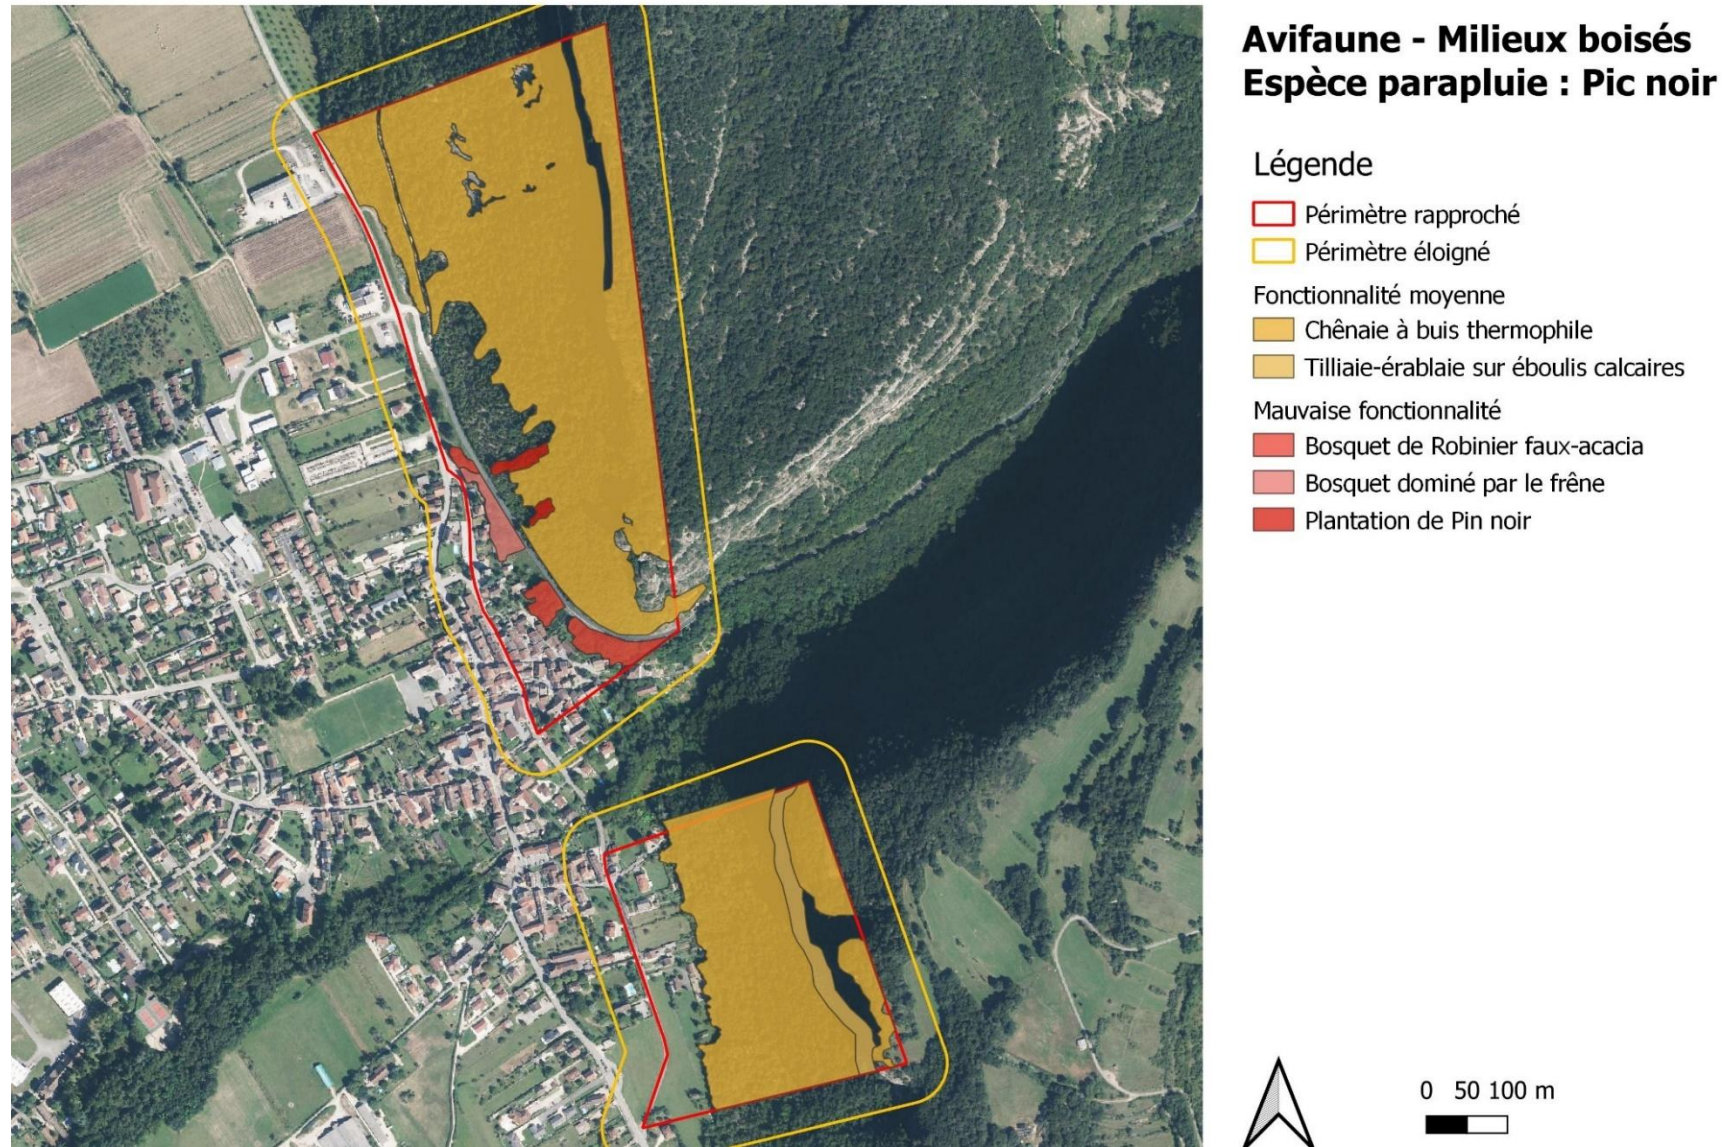 Avifaune - Milieux boisés
Espèce parapluie : Pic noir
Légende
Périmètre rapproché
Périmètre éloigné
Fonctionnalité moyenne
Chênaie à buis thermophile
Tilliaie-érablaie sur éboulis calcaires
Mauvaise fonctionnalité
Bosquet de Robinier faux-acacia
Bosquet dominé par le frêne
Plantation de Pin noir
0 50 100 m